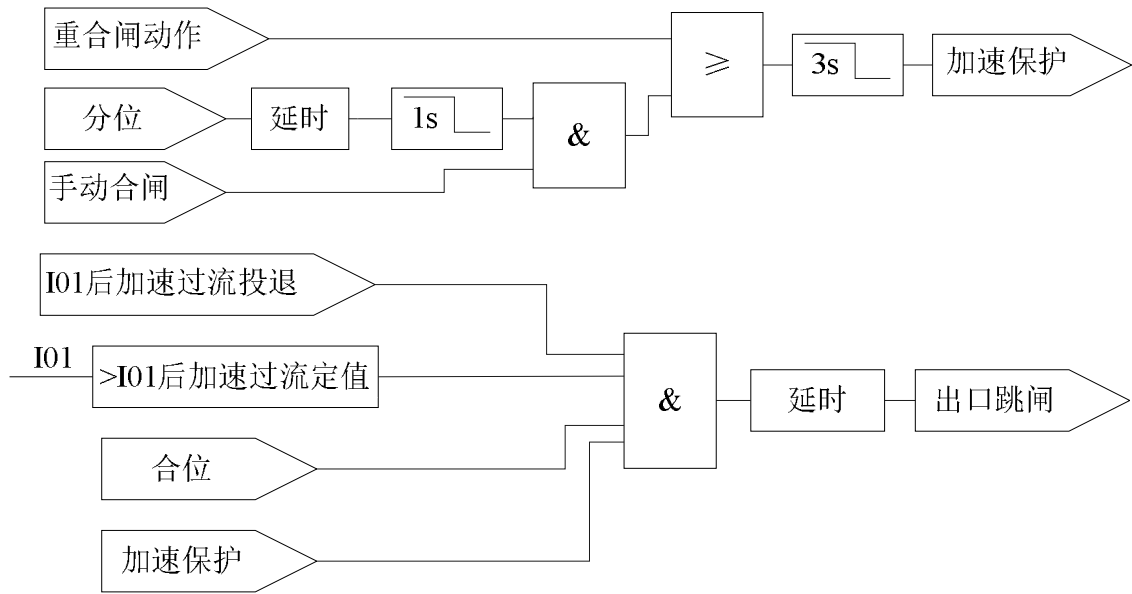 重合闸动作
≥
3s
加速保护
分位
延时
1s
&
手动合闸
I01后加速过流投退
I01
>I01后加速过流定值
&
延时
出口跳闸
合位
加速保护